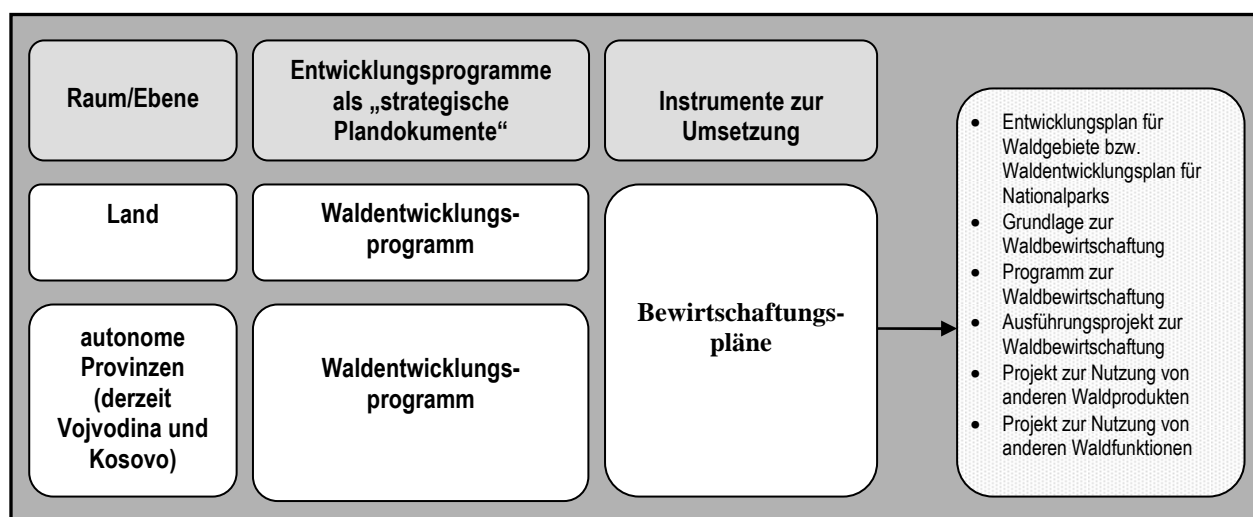 Raum/Ebene
Entwicklungsprogramme
als „strategische
Plandokumente“
Instrumente zur
Umsetzung
Land
Waldentwicklungs-
programm
autonome
Provinzen
(derzeit
Vojvodina und
Kosovo)
Waldentwicklungs-
programm
Bewirtschaftungs-
pläne
• Entwicklungsplan für
Waldgebiete bzw.
Waldentwicklungsplan für
Nationalparks
• Grundlage zur
Waldbewirtschaftung
• Programm zur
Waldbewirtschaftung
• Ausführungsprojekt zur
Waldbewirtschaftung
• Projekt zur Nutzung von
anderen Waldprodukten
• Projekt zur Nutzung von
anderen Waldfunktionen